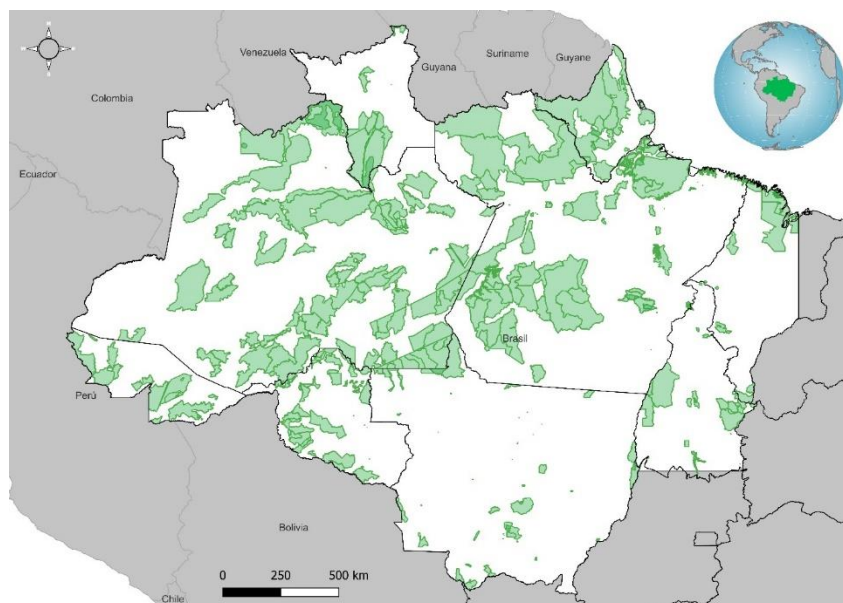 Venezuela
Guyana
Suriname
Guyane
Colombia
Ecuador
Brasil
Perú
Bolivia
0 250 500 km
Chile